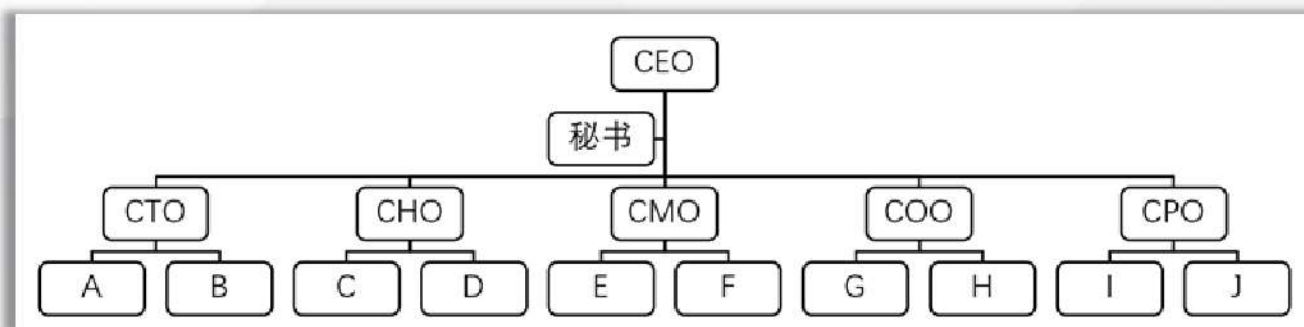 CEO
秘书
CTO CHO CMO COO CPO
A B C D E F G H I J